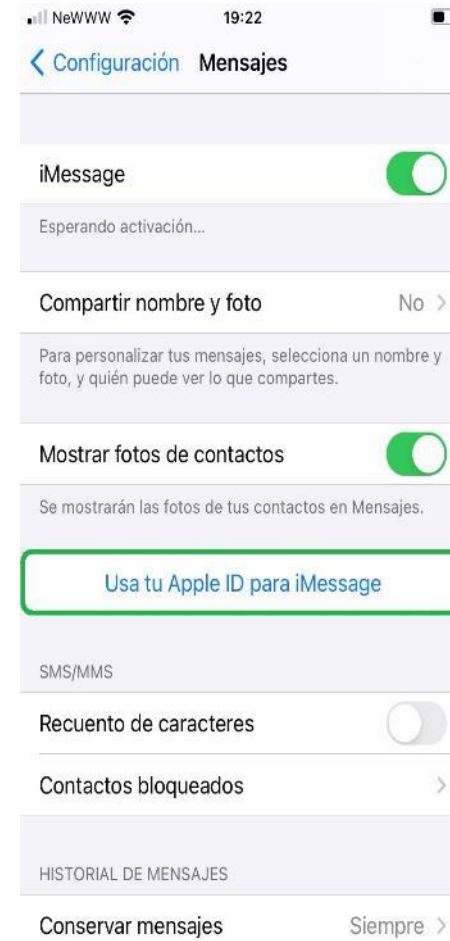 NeWWW 19:22
Configuración Mensajes
iMessage
Esperando activación...
Compartir nombre y foto No
Para personalizar tus mensajes, selecciona un nombre y
foto, y quién puede ver lo que compartes.
Mostrar fotos de contactos
Se mostrarán las fotos de tus contactos en Mensajes.
Usa tu Apple ID para iMessage
SMS/MMS
Recuento de caracteres
Contactos bloqueados
HISTORIAL DE MENSAJES
Conservar mensajes Siempre